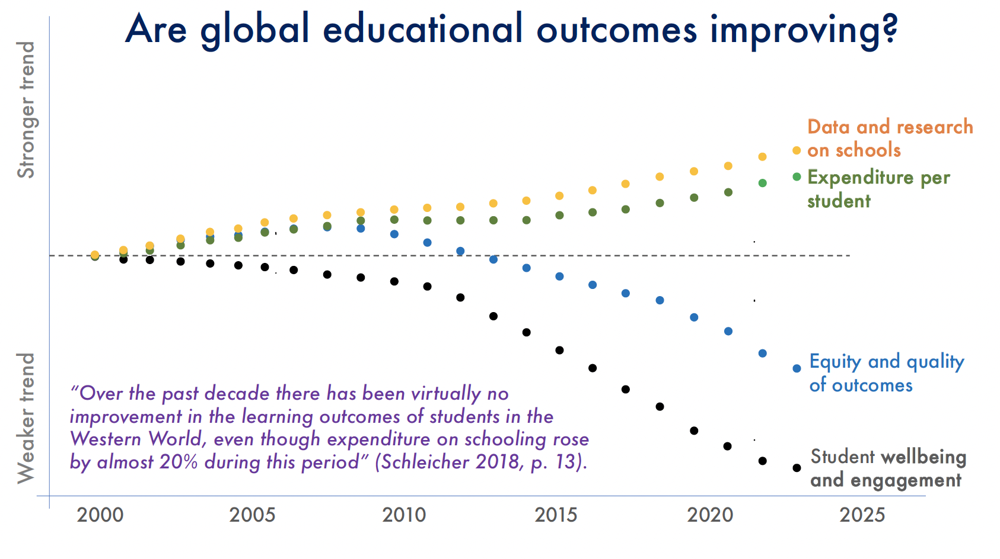 Are global educational outcomes improving?
Stronger trend
Weaker trend
Data and research
on schools
Expenditure per
student
Equity and quality
of outcomes
Student wellbeing
and engagement
“Over the past decade there has been virtually no
improvement in the learning outcomes of students in the
Western World, even though expenditure on schooling rose
by almost 20% during this period” (Schleicher 2018, p. 13).
2000 2005 2010 2015 2020 2025